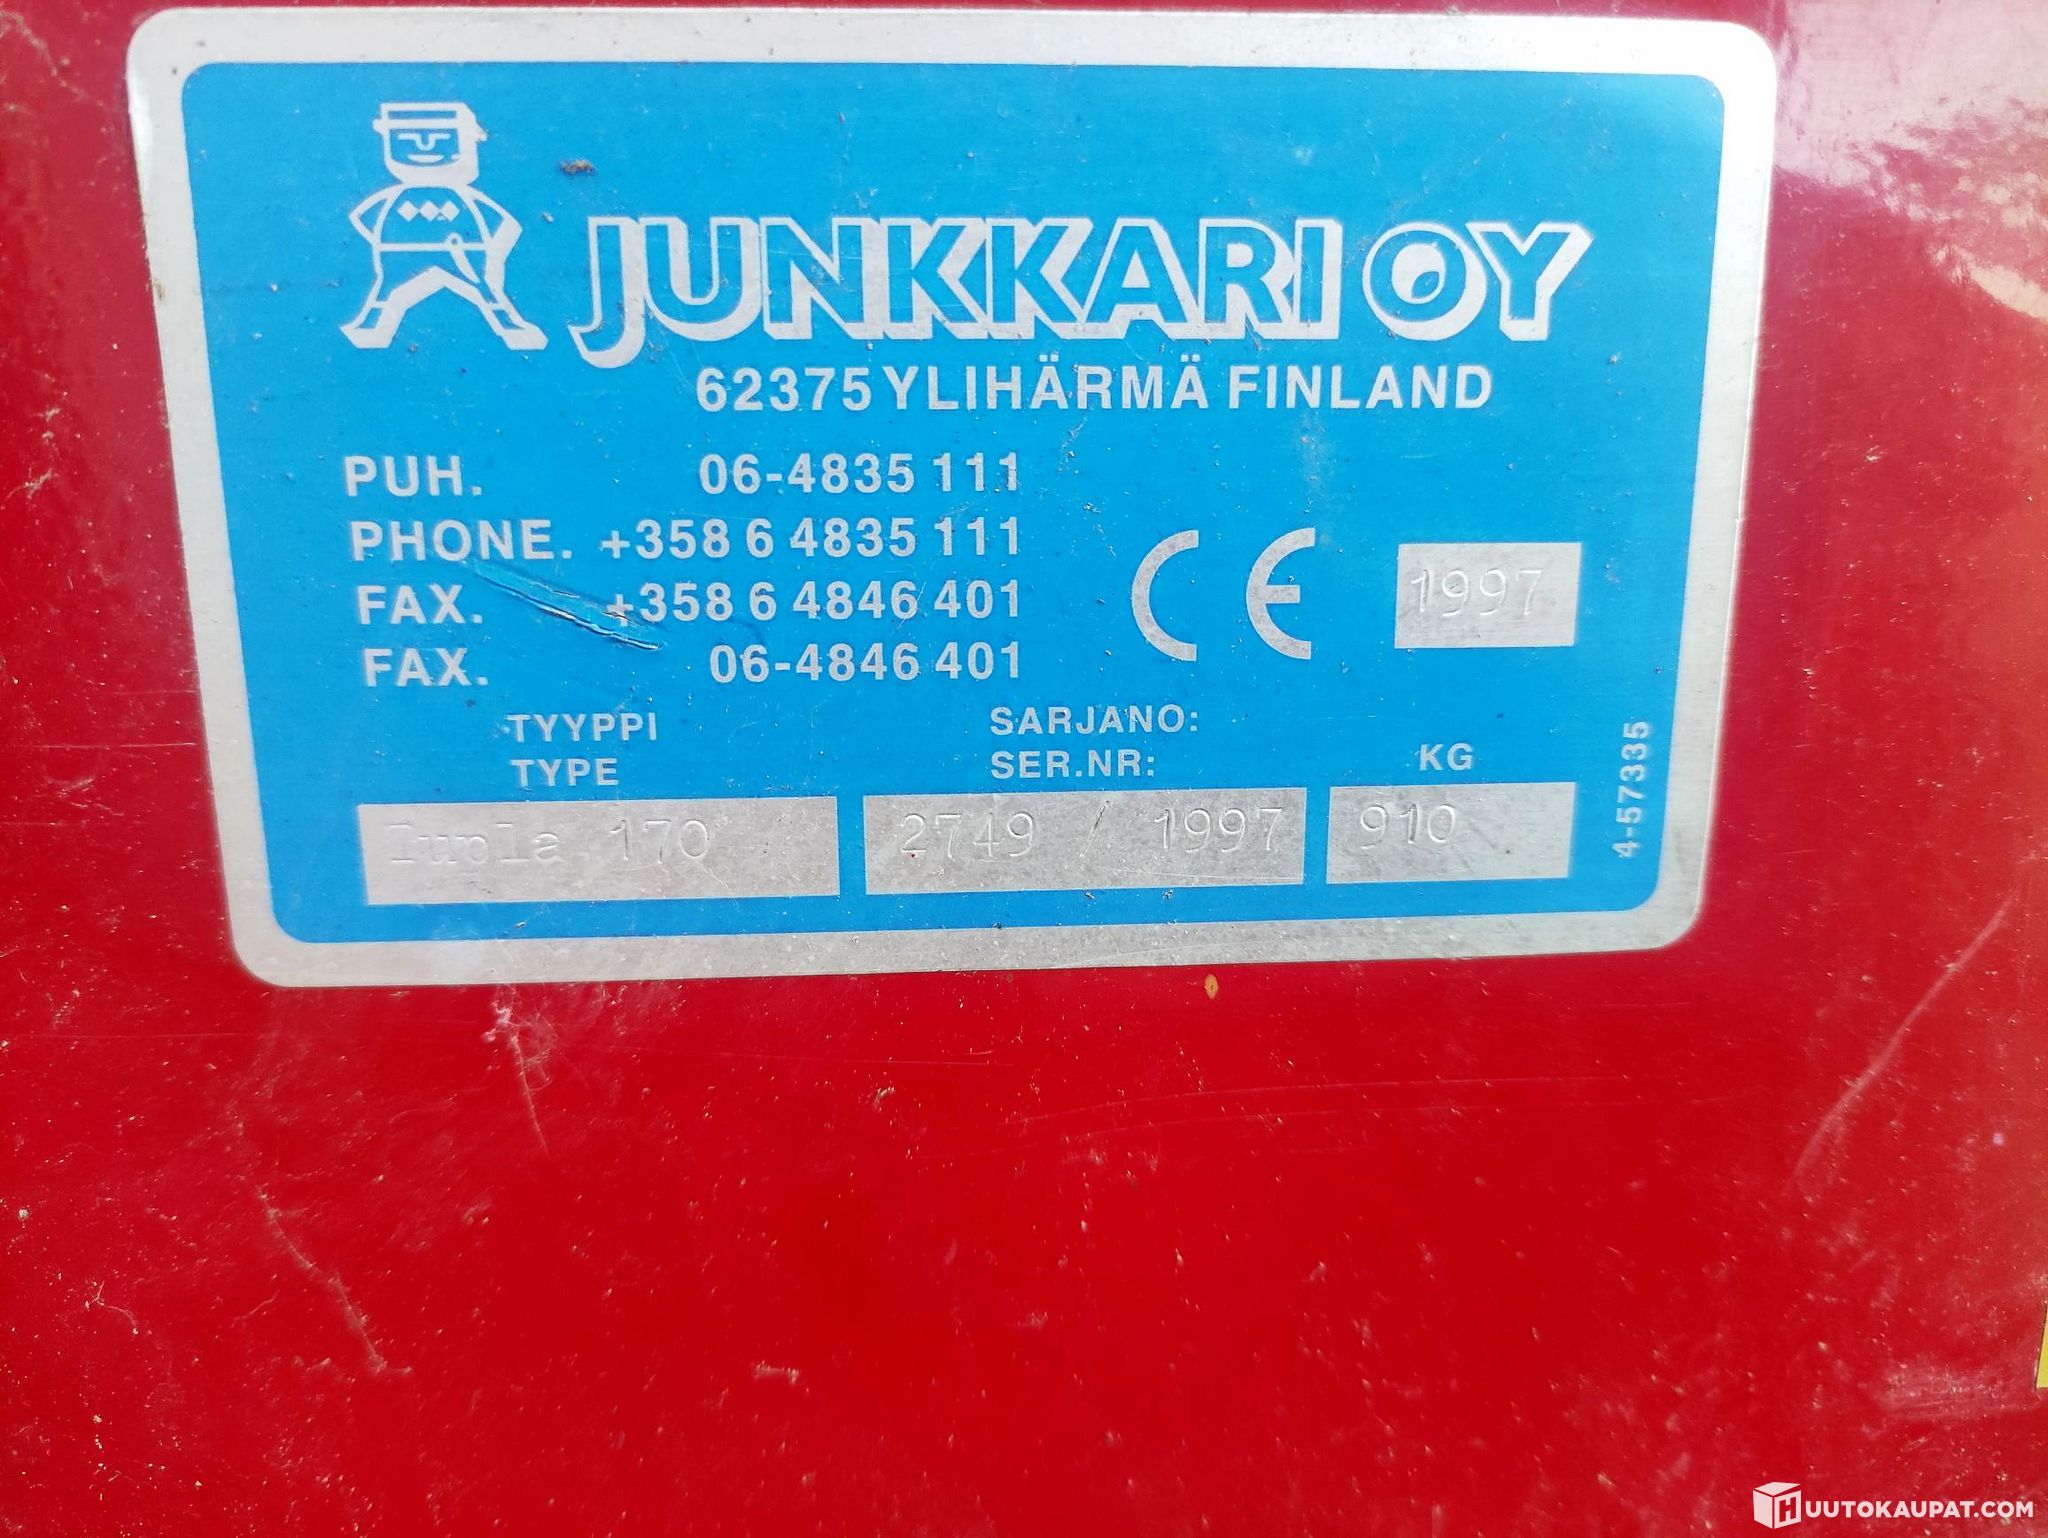 JUNKKARI OY
62375 YLIHÄRMÄ FINLAND
PUH. 06-4835 111
PHONE. +358 6 4835 111
FAX. +358 6 4846 401
FAX. 06-4846 401
CE 1997
TYYPPI
TYPE
SARJANO:
SER.NR:
KG
Tupla 170
2749 / 1997
910
4-57335
HUUTOKAUPAT.COM